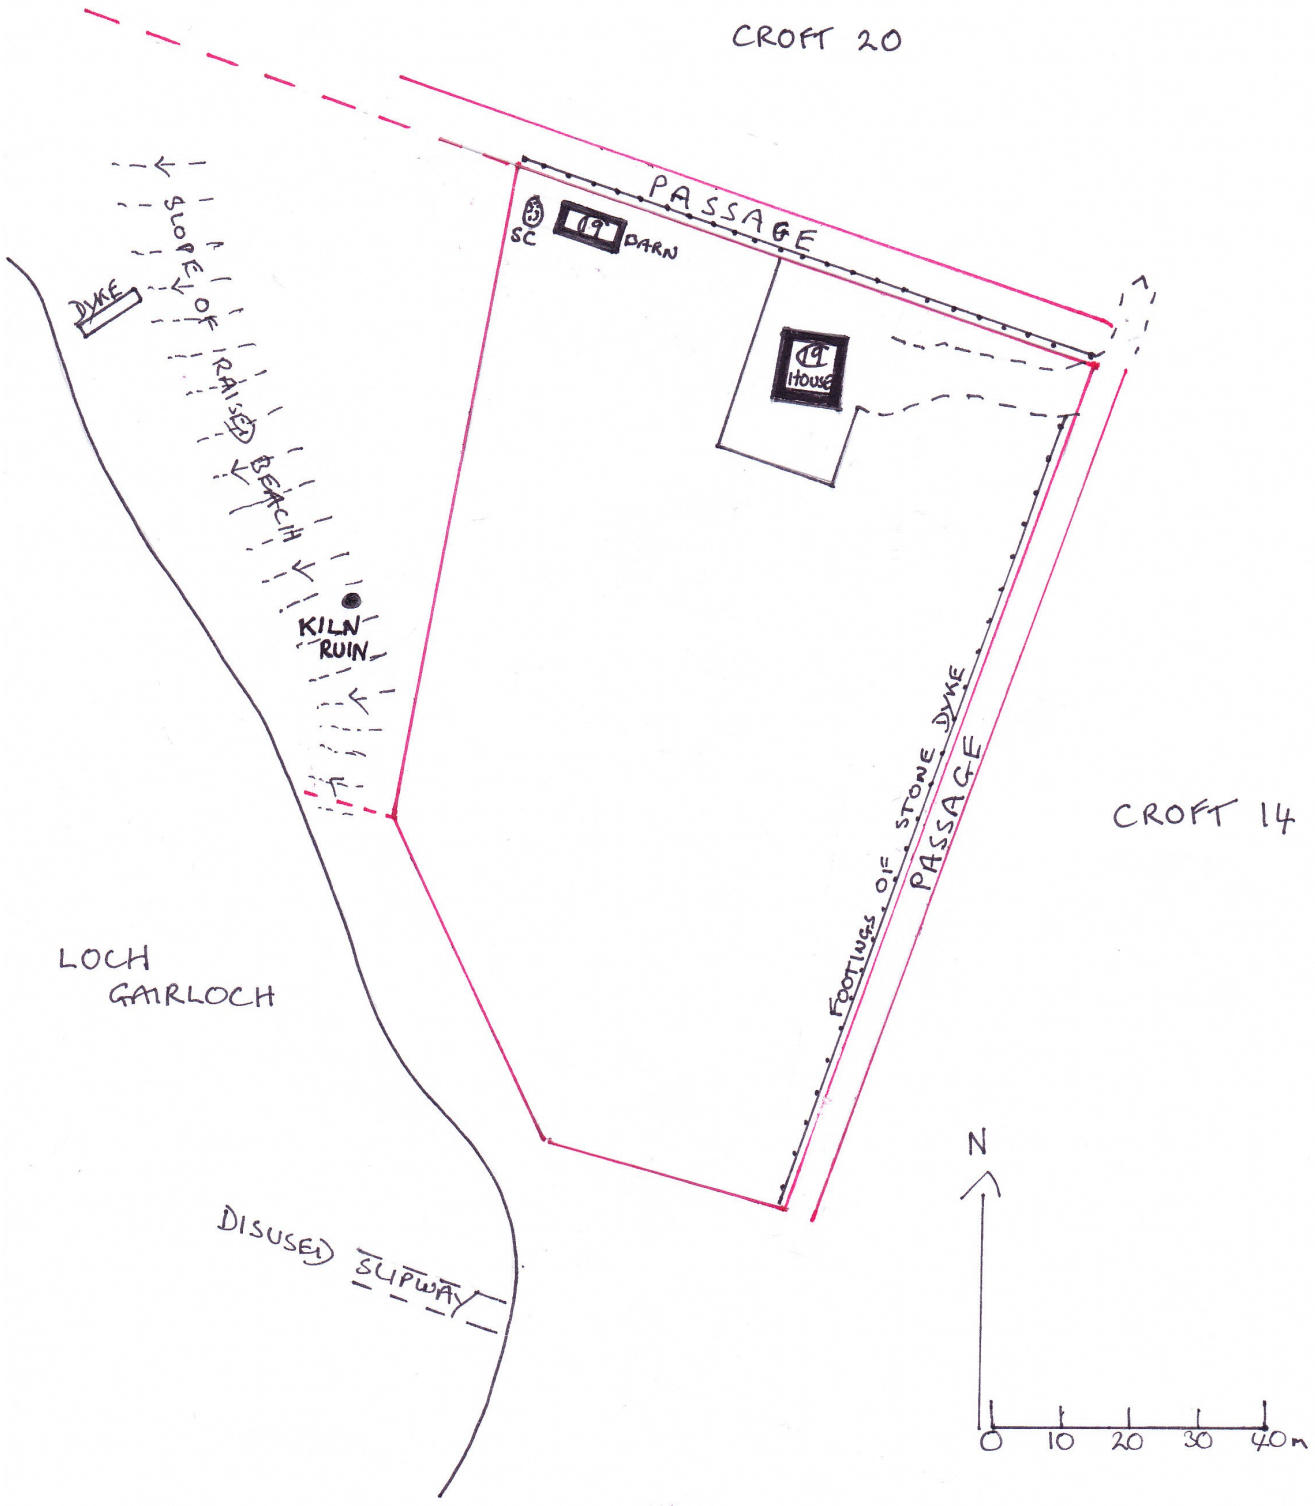 CROFT 20
PASSAGE
SC
19
BARN
SLOPE OF RAISED BEACH
DYKE
19
HOUSE
KILN
RUIN
FOOTINGS OF STONE DYKE
PASSAGE
CROFT 14
LOCH
GAIRLOCH
N
DISUSED SLIPWAY
0 10 20 30 40m